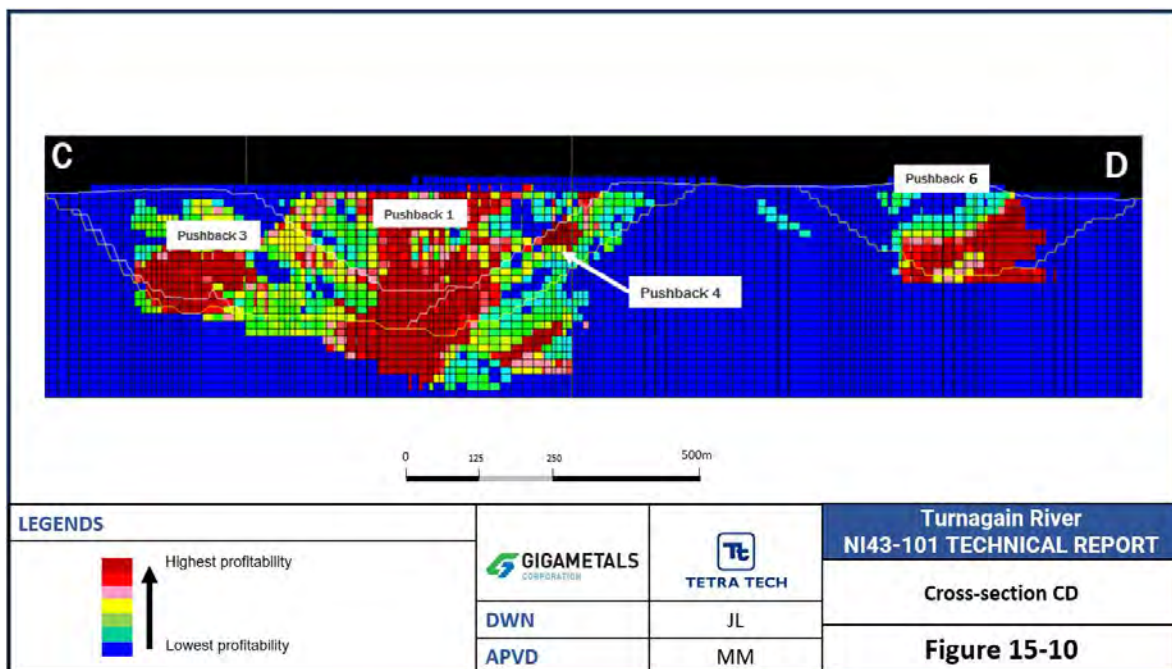 C
D
Pushback 6
Pushback 1
Pushback 3
Pushback 4
0
125
250
500m
LEGENDS
Highest profitability
Lowest profitability
GIGAMETALS
CORPORATION
Tt
TETRA TECH
DWN
JL
APVD
MM
Turnagain River
NI43-101 TECHNICAL REPORT
Cross-section CD
Figure 15-10